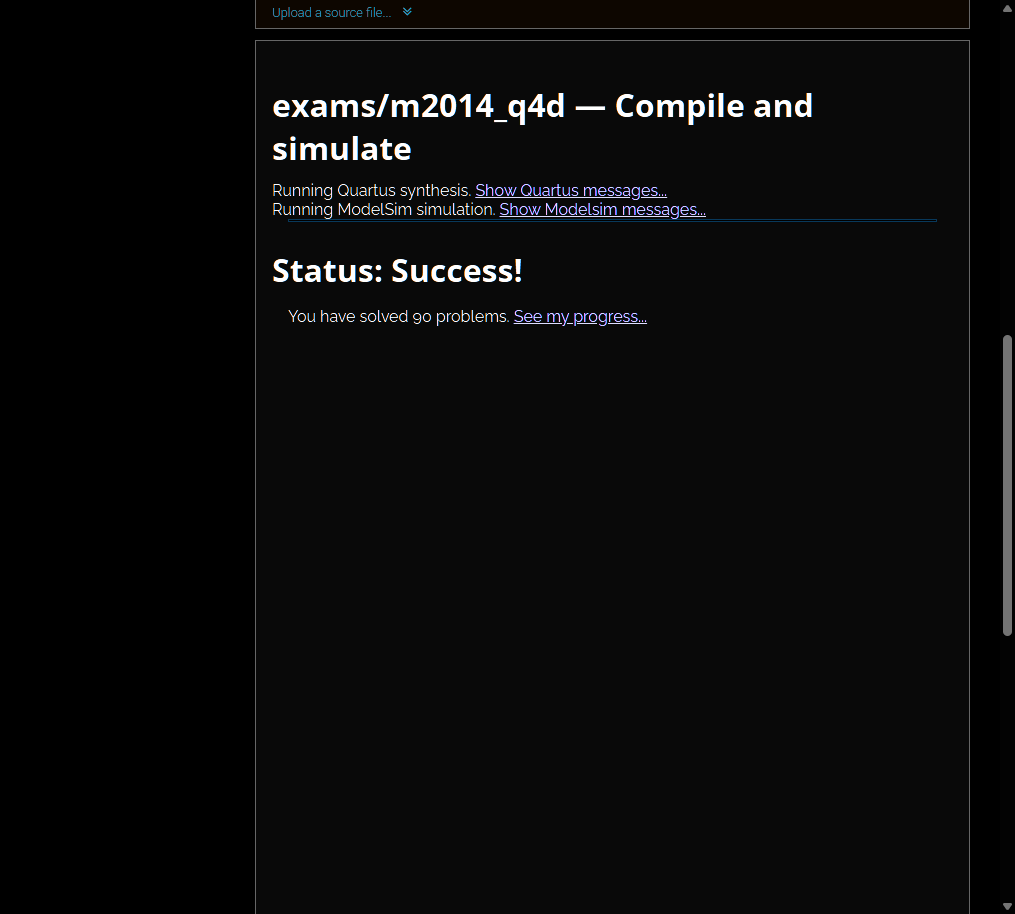 Upload a source file...
exams/m2014_q4d — Compile and
simulate
Running Quartus synthesis. Show Quartus messages...
Running ModelSim simulation. Show Modelsim messages...
Status: Success!
You have solved 90 problems. See my progress...